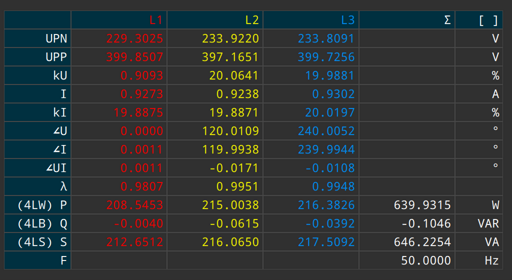 L1 L2 L3 Σ [ ]
UPN 229.3025 233.9220 233.8091 V
UPP 399.8507 397.1651 399.7256 V
kU 0.9093 20.0641 19.9881 %
I 0.9273 0.9238 0.9302 A
kI 19.8875 19.8871 20.0197 %
∠U 0.0000 120.0109 240.0052 °
∠I 0.0011 119.9938 239.9944 °
∠UI 0.0011 -0.0171 -0.0108 °
λ 0.9807 0.9951 0.9948
(4LW) P 208.5453 215.0038 216.3826 639.9315 W
(4LB) Q -0.0040 -0.0615 -0.0392 -0.1046 VAR
(4LS) S 212.6512 216.0650 217.5092 646.2254 VA
F 50.0000 Hz